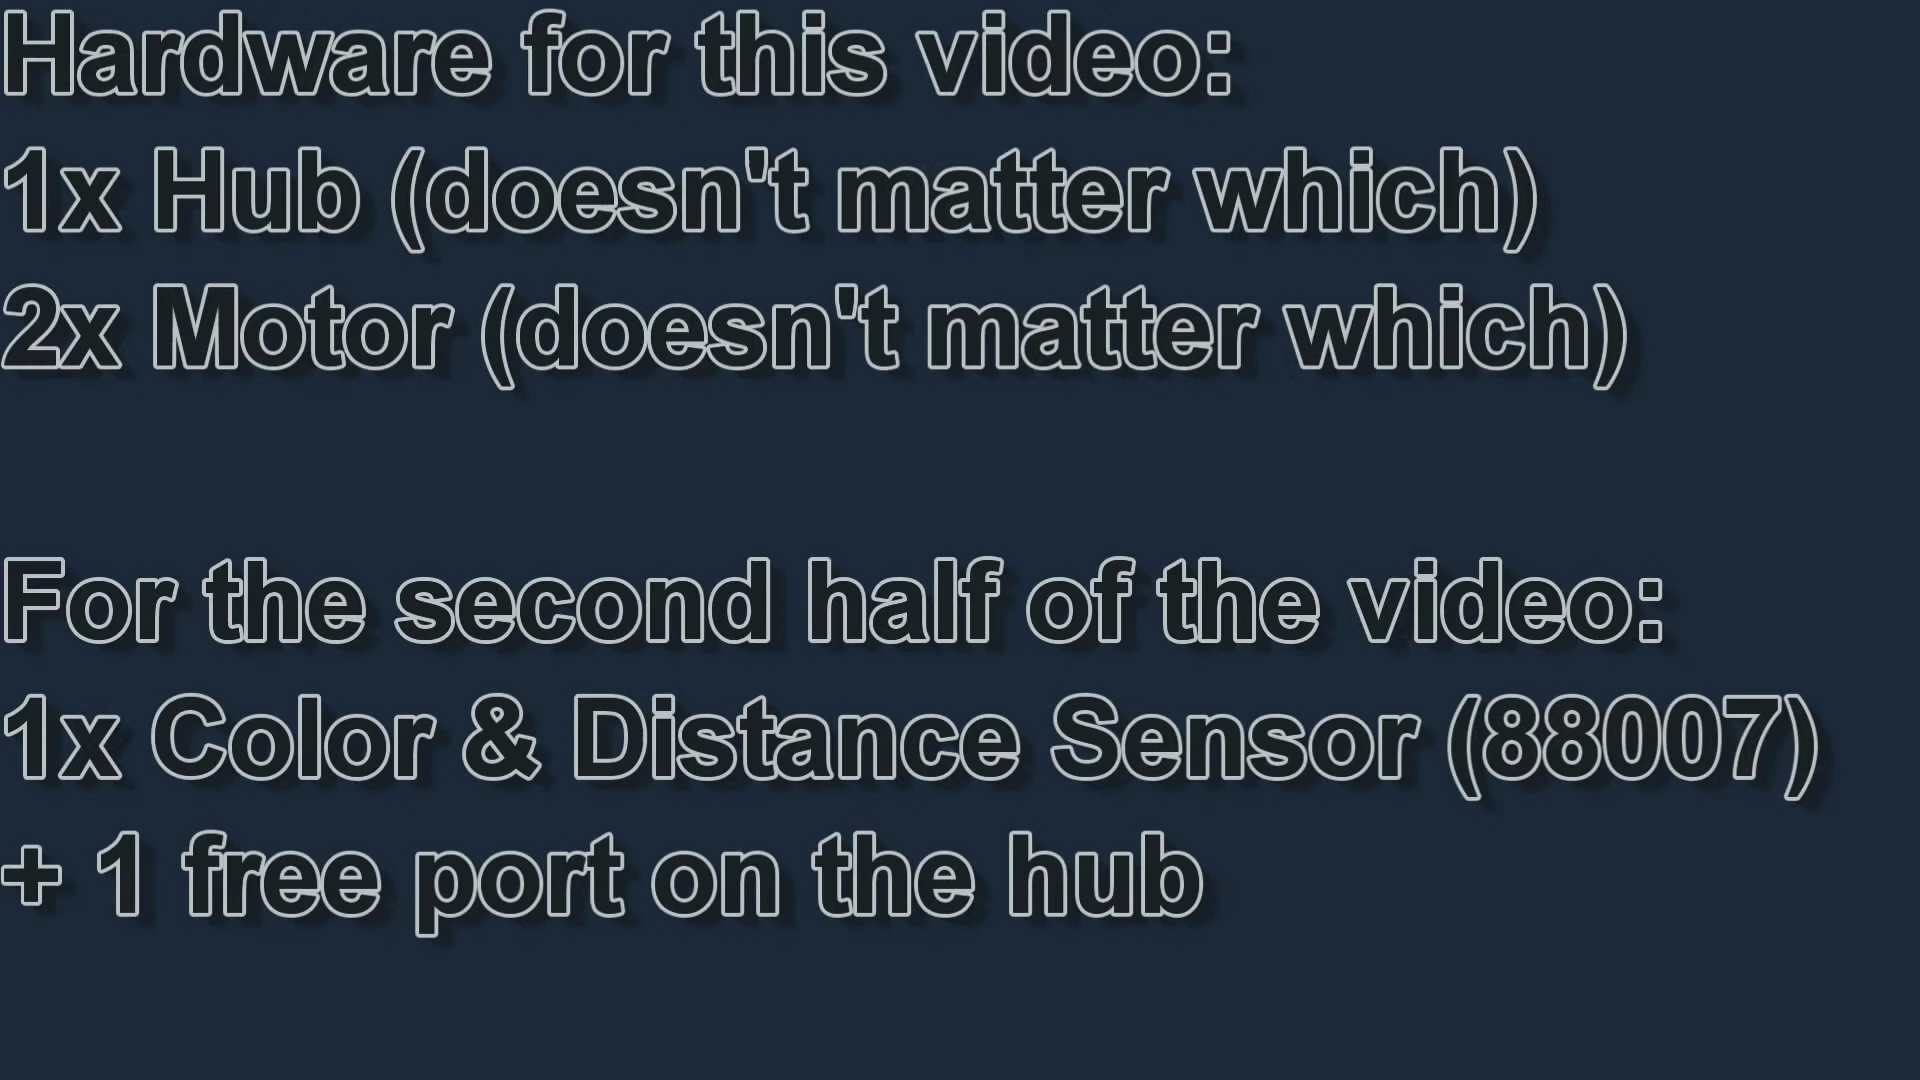 Hardware for this video:
1x Hub (doesn't matter which)
2x Motor (doesn't matter which)
For the second half of the video:
1x Color & Distance Sensor (88007)
+ 1 free port on the hub